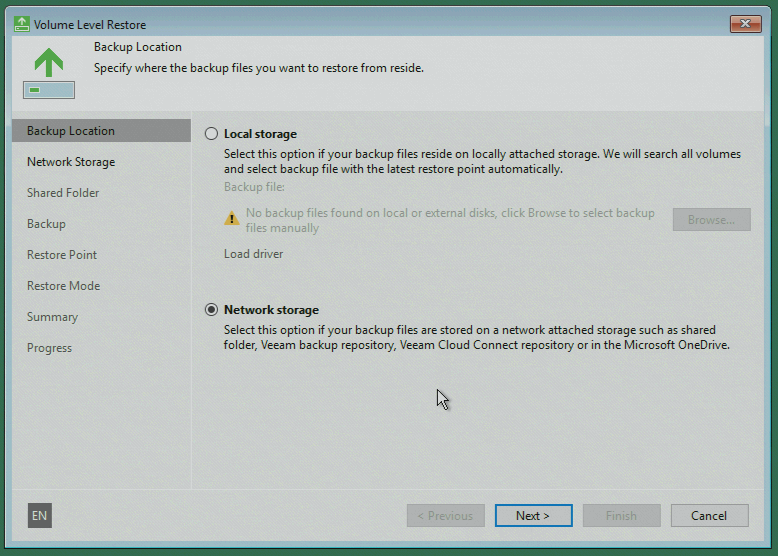 Volume Level Restore
Backup Location
Specify where the backup files you want to restore from reside.
Backup Location
Network Storage
Shared Folder
Backup
Restore Point
Restore Mode
Summary
Progress
Local storage
Select this option if your backup files reside on locally attached storage. We will search all volumes
and select backup file with the latest restore point automatically.
Backup file:
No backup files found on local or external disks, click Browse to select backup
files manually
Browse...
Load driver
Network storage
Select this option if your backup files are stored on a network attached storage such as shared
folder, Veeam backup repository, Veeam Cloud Connect repository or in the Microsoft OneDrive.
EN
< Previous
Next >
Finish
Cancel